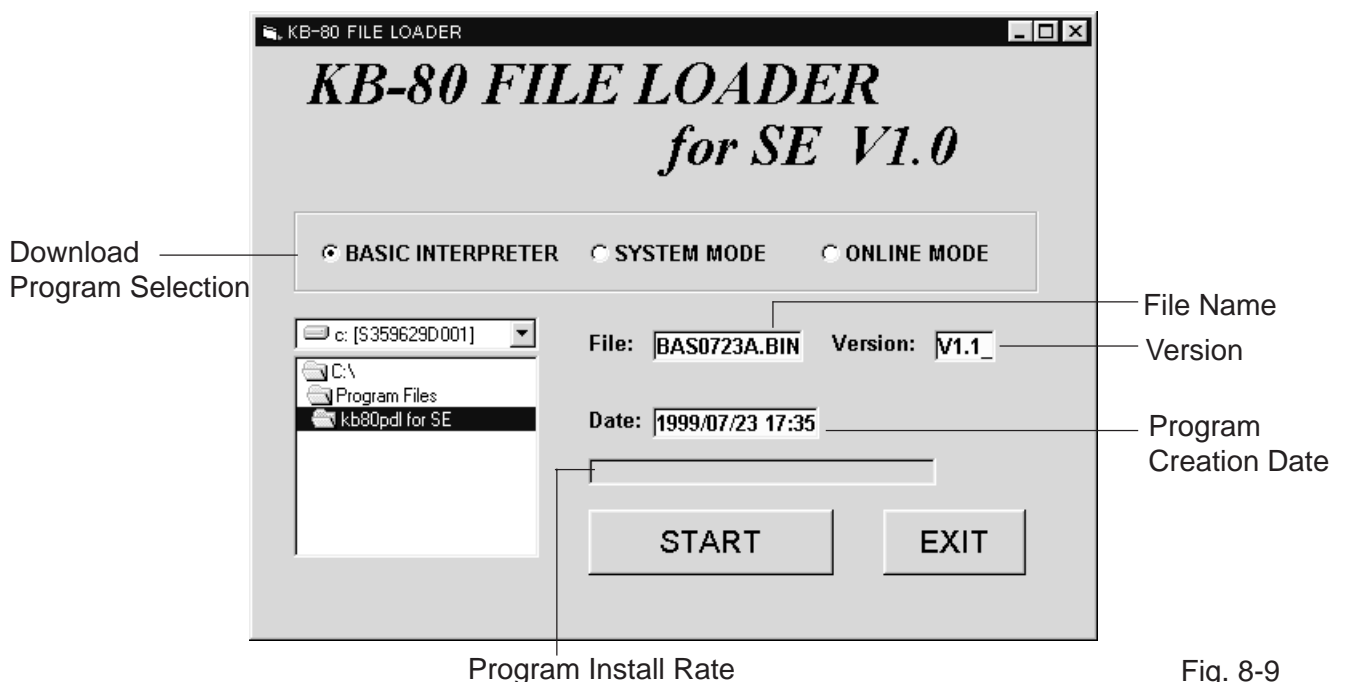 KB-80 FILE LOADER
KB-80 FILE LOADER
for SE V1.0
Download
Program Selection
BASIC INTERPRETER SYSTEM MODE ONLINE MODE
File Name
c: [S359629D001]
File: BAS0723A.BIN Version: V1.1_
Version
C:\
Program Files
kb80pdl for SE
Date: 1999/07/23 17:35
Program
Creation Date
START EXIT
Program Install Rate
Fig. 8-9